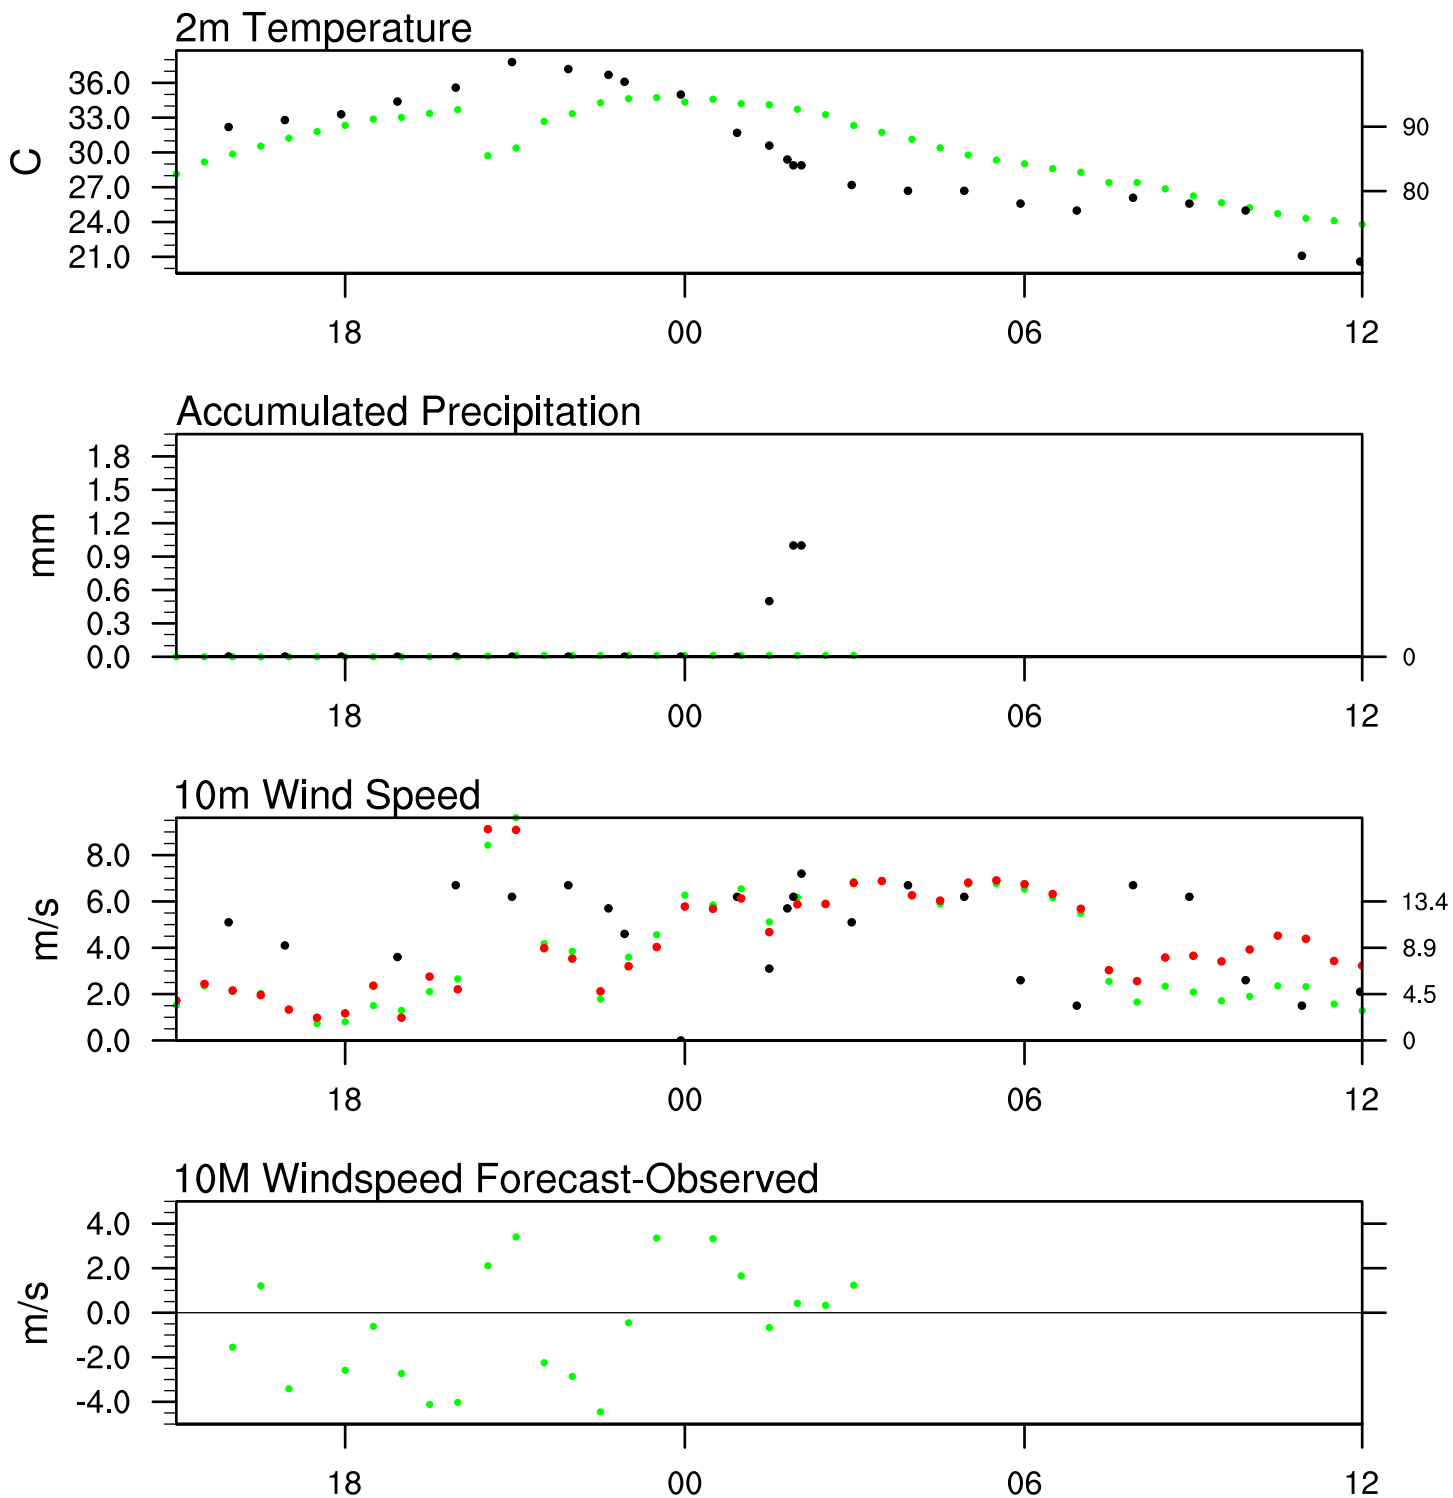 2m Temperature
36.0
33.0
30.0
27.0
24.0
21.0
C
90
80
18 00 06 12
Accumulated Precipitation
1.8
1.5
1.2
0.9
0.6
0.3
0.0
mm
0
18 00 06 12
10m Wind Speed
8.0
6.0
4.0
2.0
0.0
m/s
13.4
8.9
4.5
0
18 00 06 12
10M Windspeed Forecast-Observed
4.0
2.0
0.0
-2.0
-4.0
m/s
18 00 06 12